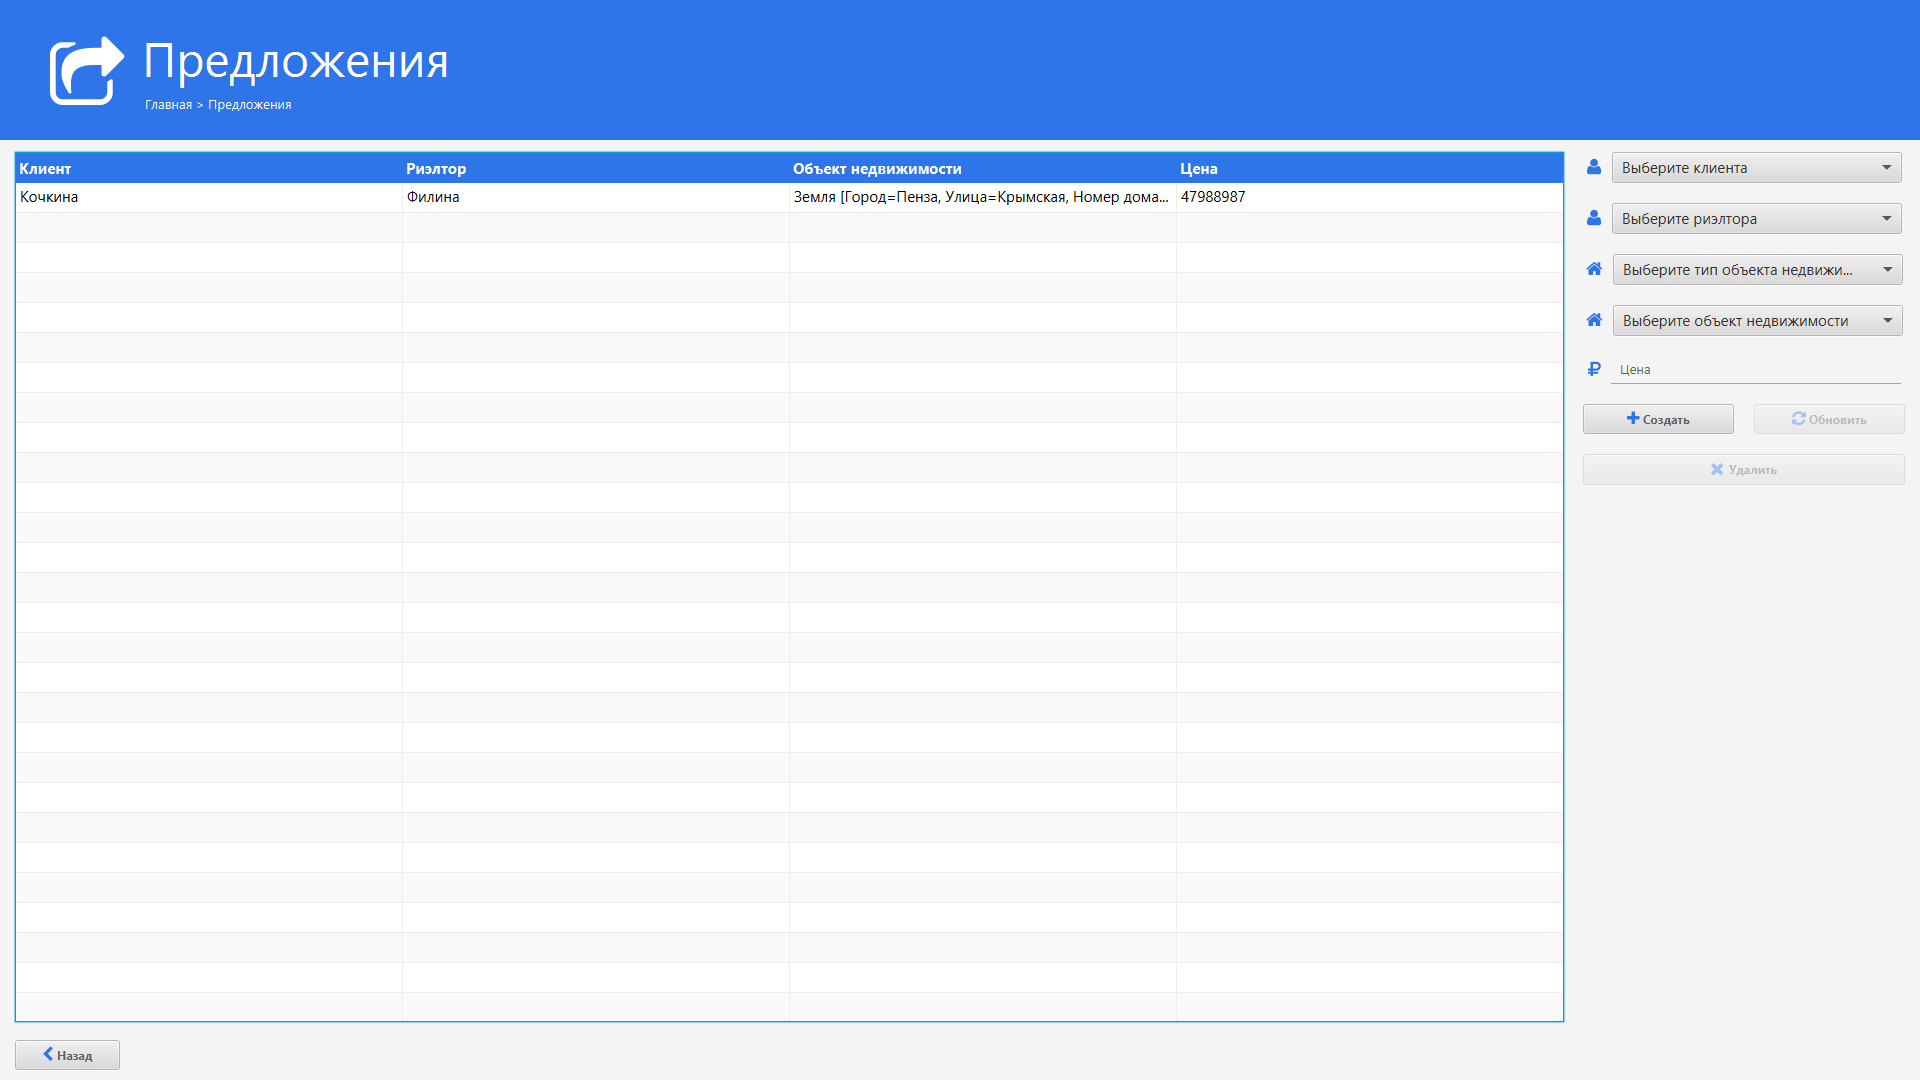 Предложения
Главная > Предложения
Клиент Риэлтор Объект недвижимости Цена
Кочкина Филина Земля [Город=Пенза, Улица=Крымская, Номер дома... 47988987
Выберите клиента
Выберите риэлтора
Выберите тип объекта недвижи...
Выберите объект недвижимости
Цена
Создать Обновить
Удалить
Назад